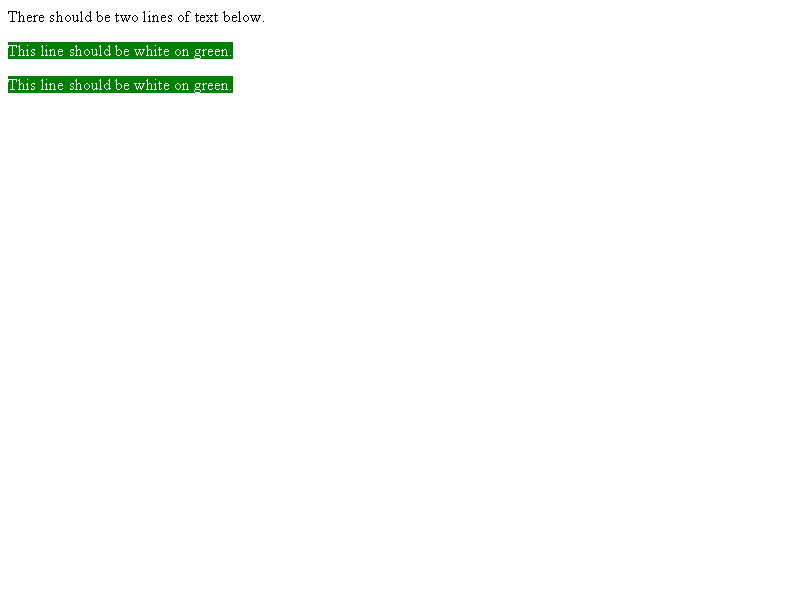 There should be two lines of text below.
This line should be white on green.
This line should be white on green.